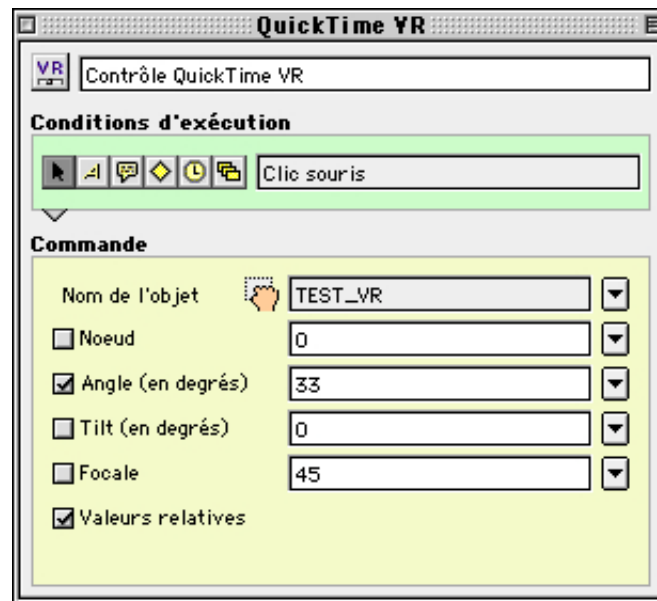 QuickTime VR
VR
Contrôle QuickTime VR
Conditions d'exécution
Clic souris
Commande
Nom de l'objet TEST_VR
Noeud 0
Angle (en degrés) 33
Tilt (en degrés) 0
Focale 45
Valeurs relatives